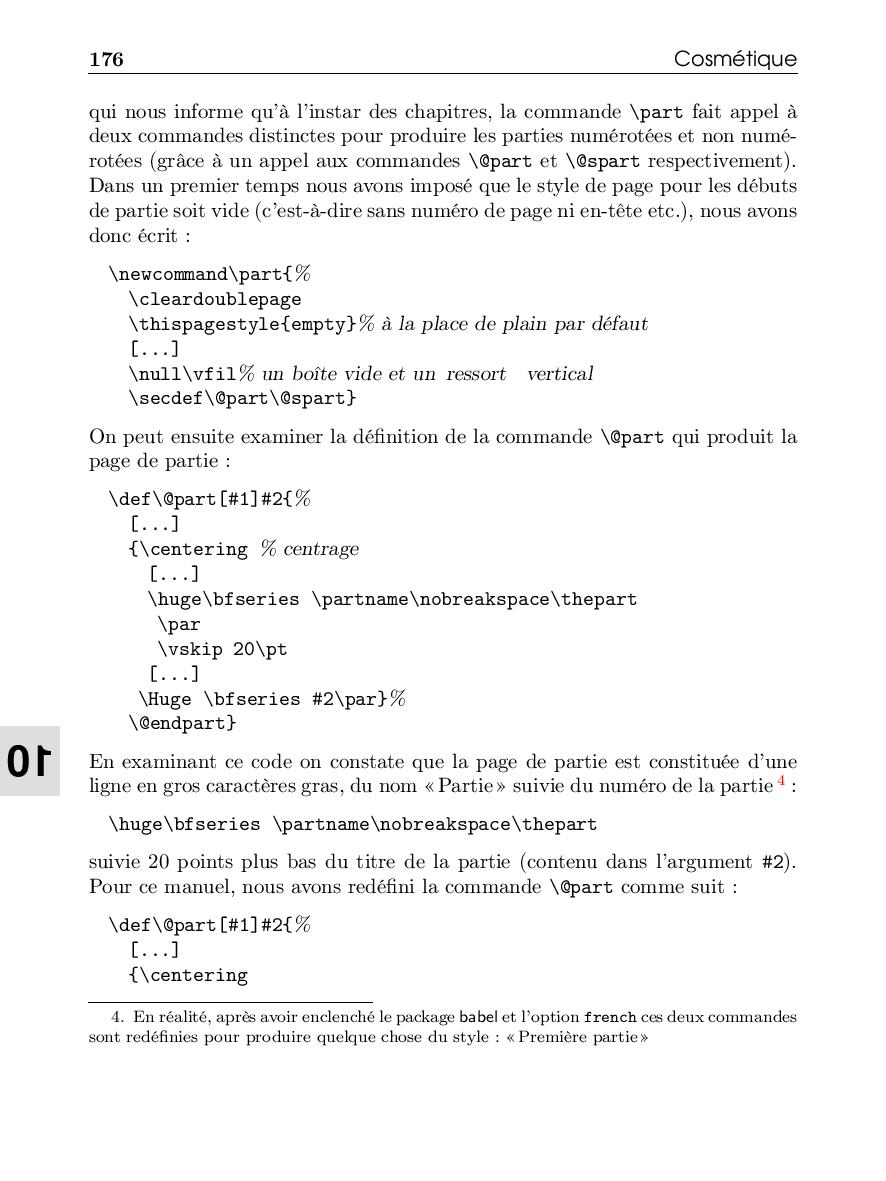 176 Cosmétique
qui nous informe qu'à l'instar des chapitres, la commande \part fait appel à
deux commandes distinctes pour produire les parties numérotées et non numé-
rotées (grâce à un appel aux commandes \@part et \@spart respectivement).
Dans un premier temps nous avons imposé que le style de page pour les débuts
de partie soit vide (c'est-à-dire sans numéro de page ni en-tête etc.), nous avons
donc écrit :
\newcommand\part{%
\cleardoublepage
\thispagestyle{empty}% à la place de plain par défaut
[...]
\null\vfil% un boîte vide et un ressort vertical
\secdef\@part\@spart}
On peut ensuite examiner la définition de la commande \@part qui produit la
page de partie :
\def\@part[#1]#2{%
[...]
{\centering % centrage
[...]
\huge\bfseries \partname\nobreakspace\thepart
\par
\vskip 20\pt
[...]
\Huge \bfseries #2\par}%
\@endpart}
10
En examinant ce code on constate que la page de partie est constituée d'une
ligne en gros caractères gras, du nom « Partie » suivie du numéro de la partie 4 :
\huge\bfseries \partname\nobreakspace\thepart
suivie 20 points plus bas du titre de la partie (contenu dans l'argument #2).
Pour ce manuel, nous avons redéfini la commande \@part comme suit :
\def\@part[#1]#2{%
[...]
{\centering
4. En réalité, après avoir enclenché le package babel et l'option french ces deux commandes
sont redéfinies pour produire quelque chose du style : « Première partie »